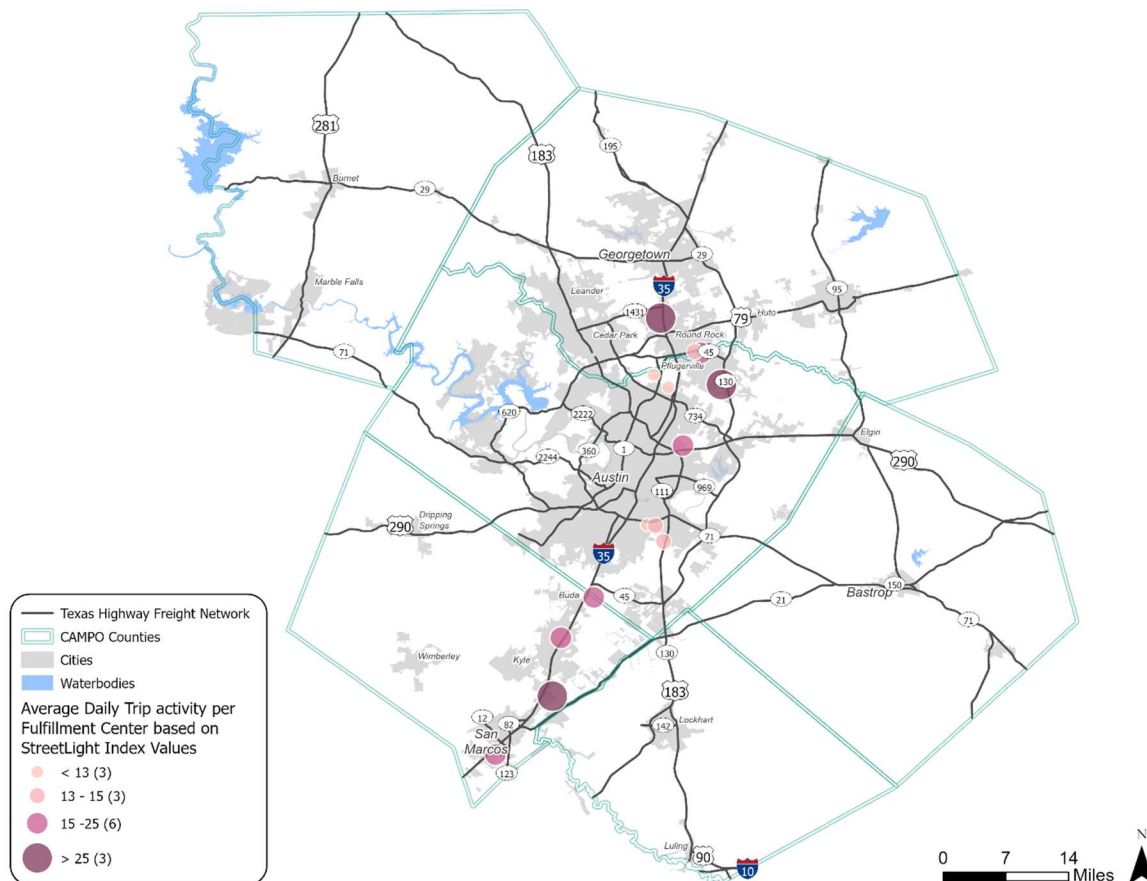 281
183
195
Burnet
29
Georgetown
29
35
95
Marble Falls
Leander
1431
79
Huto
Cedar Park
Round Rock
71
45
Pflugerville
130
620
2222
734
Elgin
360
1
2244
290
Austin
111
969
290
Dripping
Springs
71
35
150
Bastrop
Buda
45
21
71
Wimberley
Kyle
130
183
12
82
142
Lockhart
San
Marcos
123
Luling
90
10
Texas Highway Freight Network
CAMPO Counties
Cities
Waterbodies
Average Daily Trip activity per
Fulfillment Center based on
StreetLight Index Values
< 13 (3)
13 - 15 (3)
15 -25 (6)
> 25 (3)
N
0 7 14
Miles